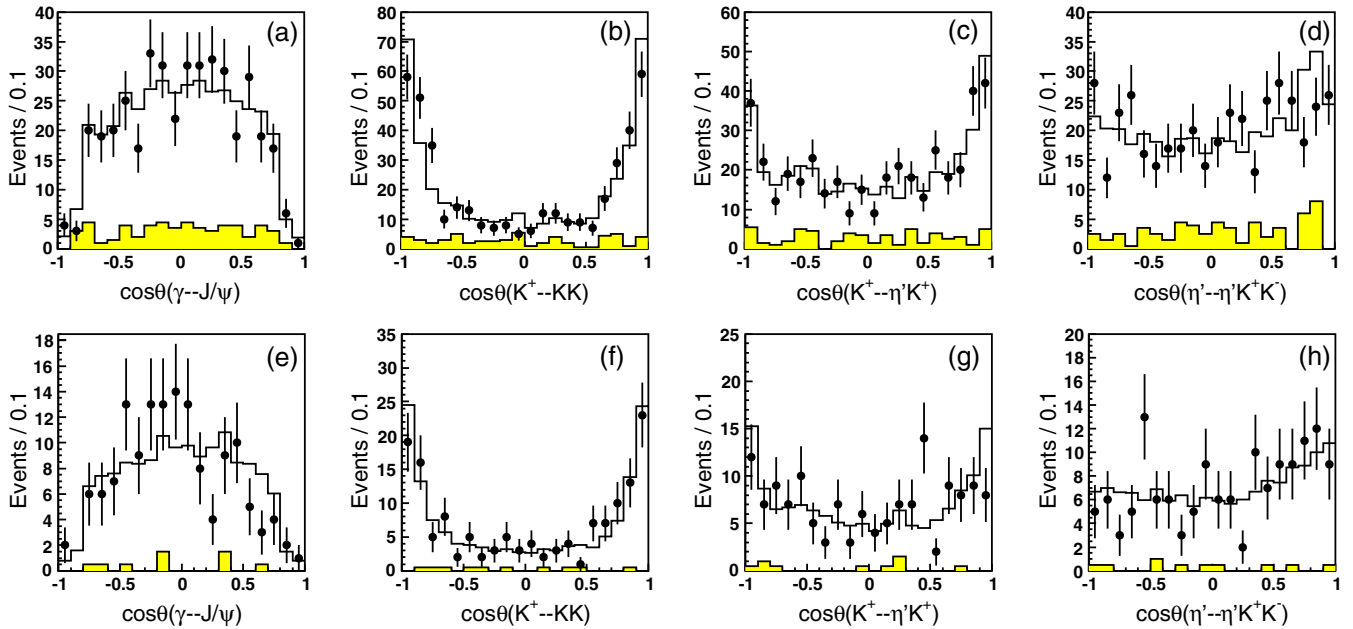 (a)
Events / 0.1
40
35
30
25
20
15
10
5
0
-1 -0.5 0 0.5 1
cosθ(γ--J/ψ)
(b)
Events / 0.1
80
70
60
50
40
30
20
10
0
-1 -0.5 0 0.5 1
cosθ(K⁺--KK)
(c)
Events / 0.1
60
50
40
30
20
10
0
-1 -0.5 0 0.5 1
cosθ(K⁺--η'K⁺)
(d)
Events / 0.1
40
35
30
25
20
15
10
5
0
-1 -0.5 0 0.5 1
cosθ(η'--η'K⁺K⁻)
(e)
Events / 0.1
18
16
14
12
10
8
6
4
2
0
-1 -0.5 0 0.5 1
cosθ(γ--J/ψ)
(f)
Events / 0.1
35
30
25
20
15
10
5
0
-1 -0.5 0 0.5 1
cosθ(K⁺--KK)
(g)
Events / 0.1
25
20
15
10
5
0
-1 -0.5 0 0.5 1
cosθ(K⁺--η'K⁺)
(h)
Events / 0.1
20
18
16
14
12
10
8
6
4
2
0
-1 -0.5 0 0.5 1
cosθ(η'--η'K⁺K⁻)